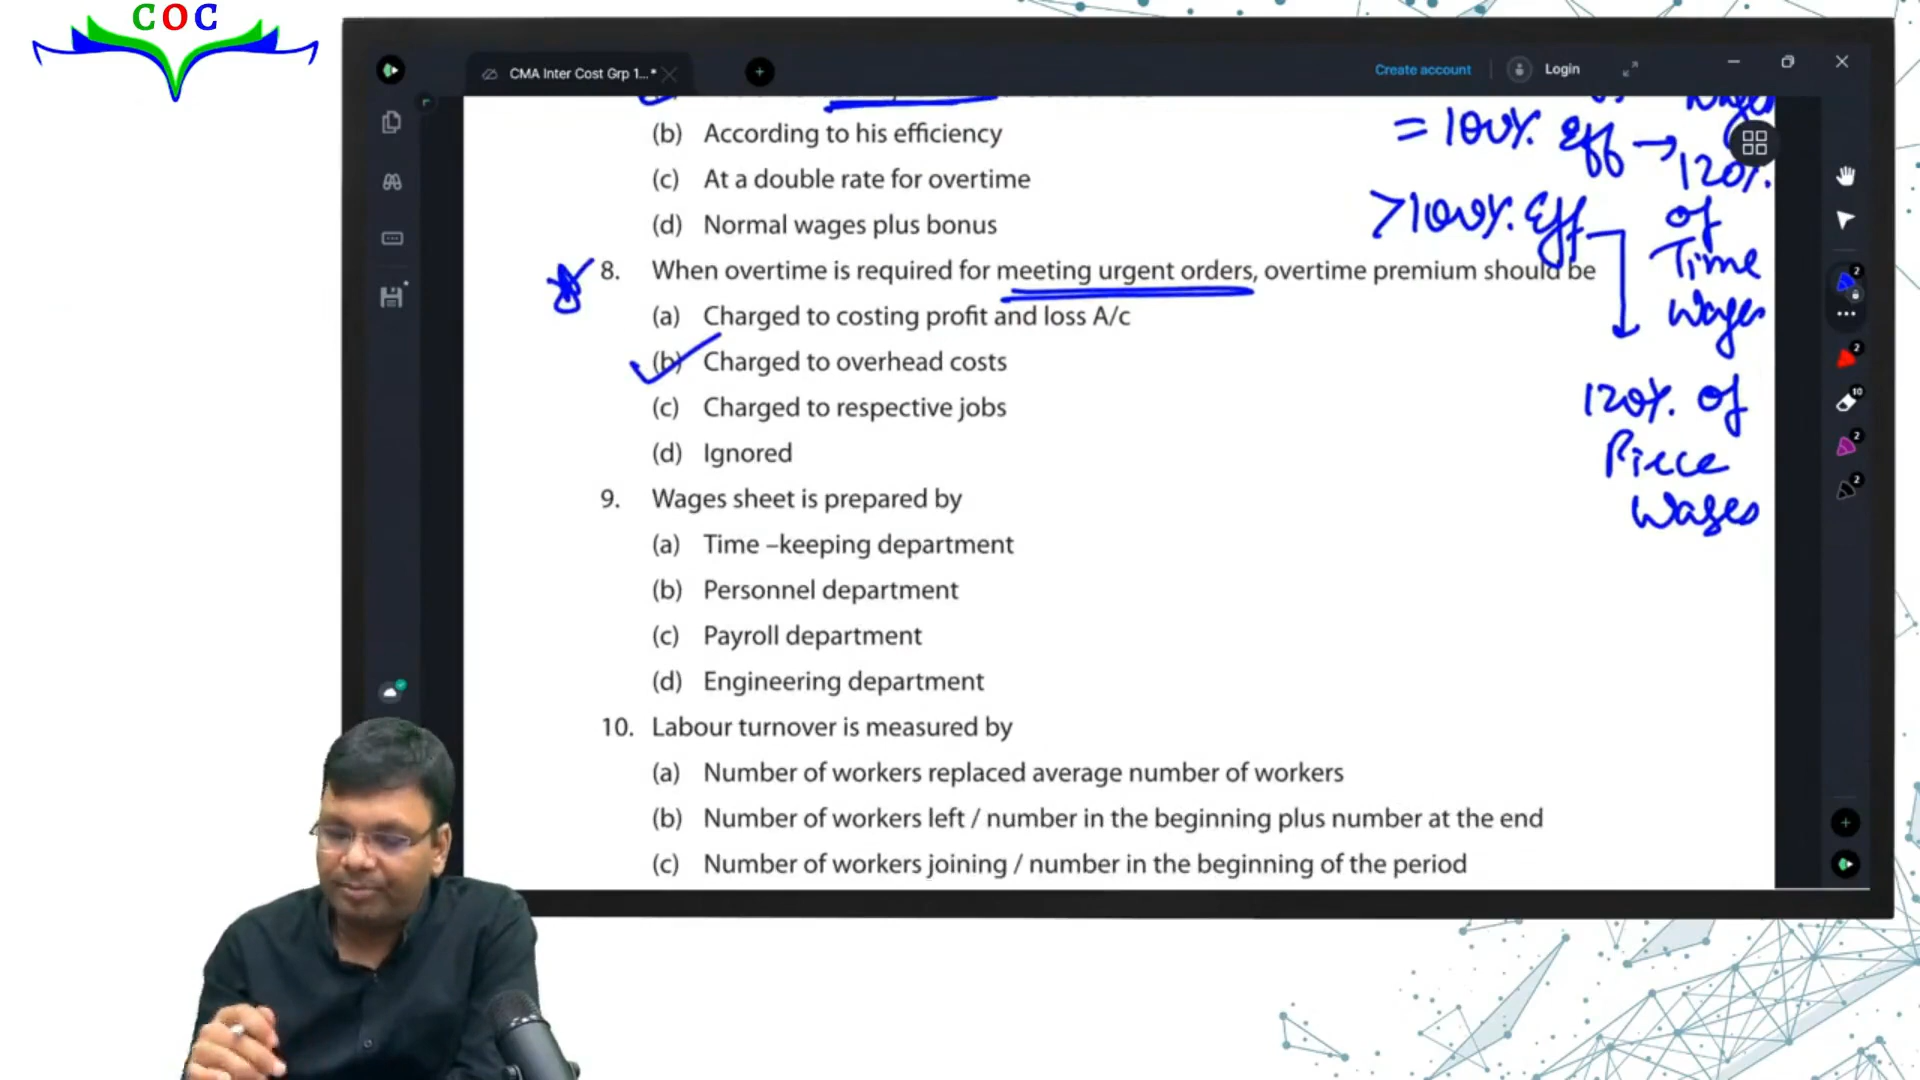 COC
CMA Inter Cost Grp 1...*
Create account
Login
(b) According to his efficiency
(c) At a double rate for overtime
(d) Normal wages plus bonus
8. When overtime is required for meeting urgent orders, overtime premium should be
(a) Charged to costing profit and loss A/c
(b) Charged to overhead costs
(c) Charged to respective jobs
(d) Ignored
9. Wages sheet is prepared by
(a) Time –keeping department
(b) Personnel department
(c) Payroll department
(d) Engineering department
10. Labour turnover is measured by
(a) Number of workers replaced average number of workers
(b) Number of workers left / number in the beginning plus number at the end
(c) Number of workers joining / number in the beginning of the period
= 100% Eff → 120%
of
Time
Wages
>100% Eff
120% of
Piece
Wages
2
2
10
2
2